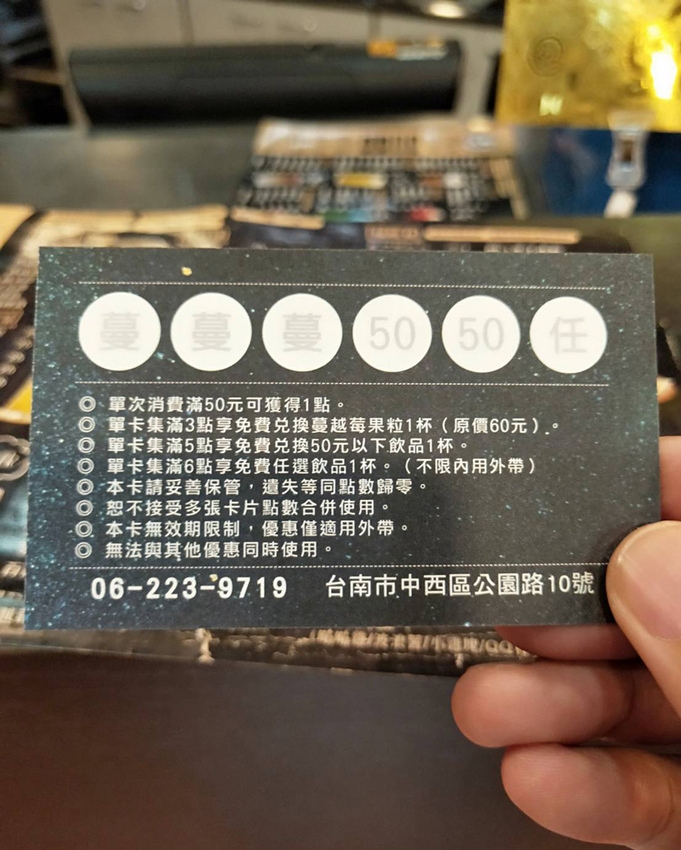 蔓 蔓 蔓 50 50 任
◎ 單次消費滿50元可獲得1點。
◎ 單卡集滿3點享免費兌換蔓越莓果粒1杯（原價60元）。
◎ 單卡集滿5點享免費兌換50元以下飲品1杯。
◎ 單卡集滿6點享免費任選飲品1杯。（不限內用外帶）
◎ 本卡請妥善保管，遺失等同點數歸零。
◎ 恕不接受多張卡片點數合併使用。
◎ 本卡無效期限制，優惠僅適用外帶。
◎ 無法與其他優惠同時使用。
06-223-9719 台南市中西區公園路10號